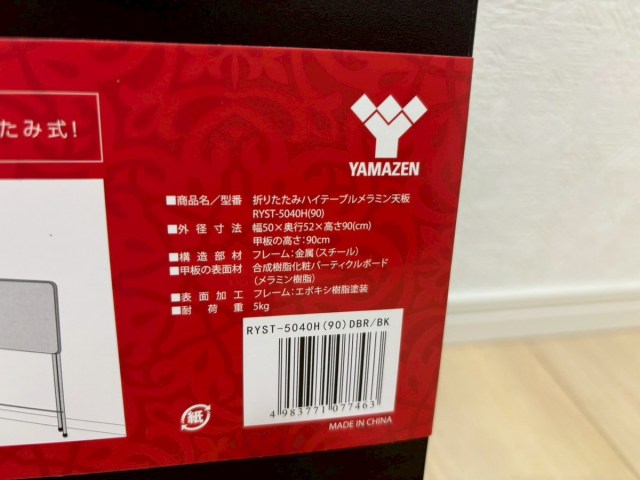 たみ式!
YAMAZEN
■商品名／型番 折りたたみハイテーブルメラミン天板
RYST-5040H(90)
■外径寸法 幅50×奥行52×高さ90(cm)
甲板の高さ:90cm
■構造部材 フレーム:金属(スチール)
■甲板の表面材 合成樹脂化粧パーティクルボード
(メラミン樹脂)
■表面加工 フレーム:エポキシ樹脂塗装
■耐荷重 5kg
RYST-5040H(90)DBR/BK
4 983771 077463
紙
MADE IN CHINA